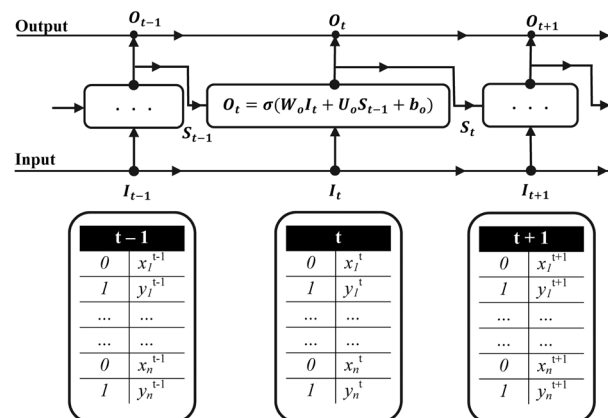 O_{t-1} O_t O_{t+1}
Output
. . . O_t = σ(W_o I_t + U_o S_{t-1} + b_o) . . .
S_{t-1} S_t
Input
I_{t-1} I_t I_{t+1}
t – 1 t t + 1
0 x_1^{t-1} 0 x_1^t 0 x_1^{t+1}
1 y_1^{t-1} 1 y_1^t 1 y_1^{t+1}
... ... ... ... ... ...
... ... ... ... ... ...
0 x_n^{t-1} 0 x_n^t 0 x_n^{t+1}
1 y_n^{t-1} 1 y_n^t 1 y_n^{t+1}